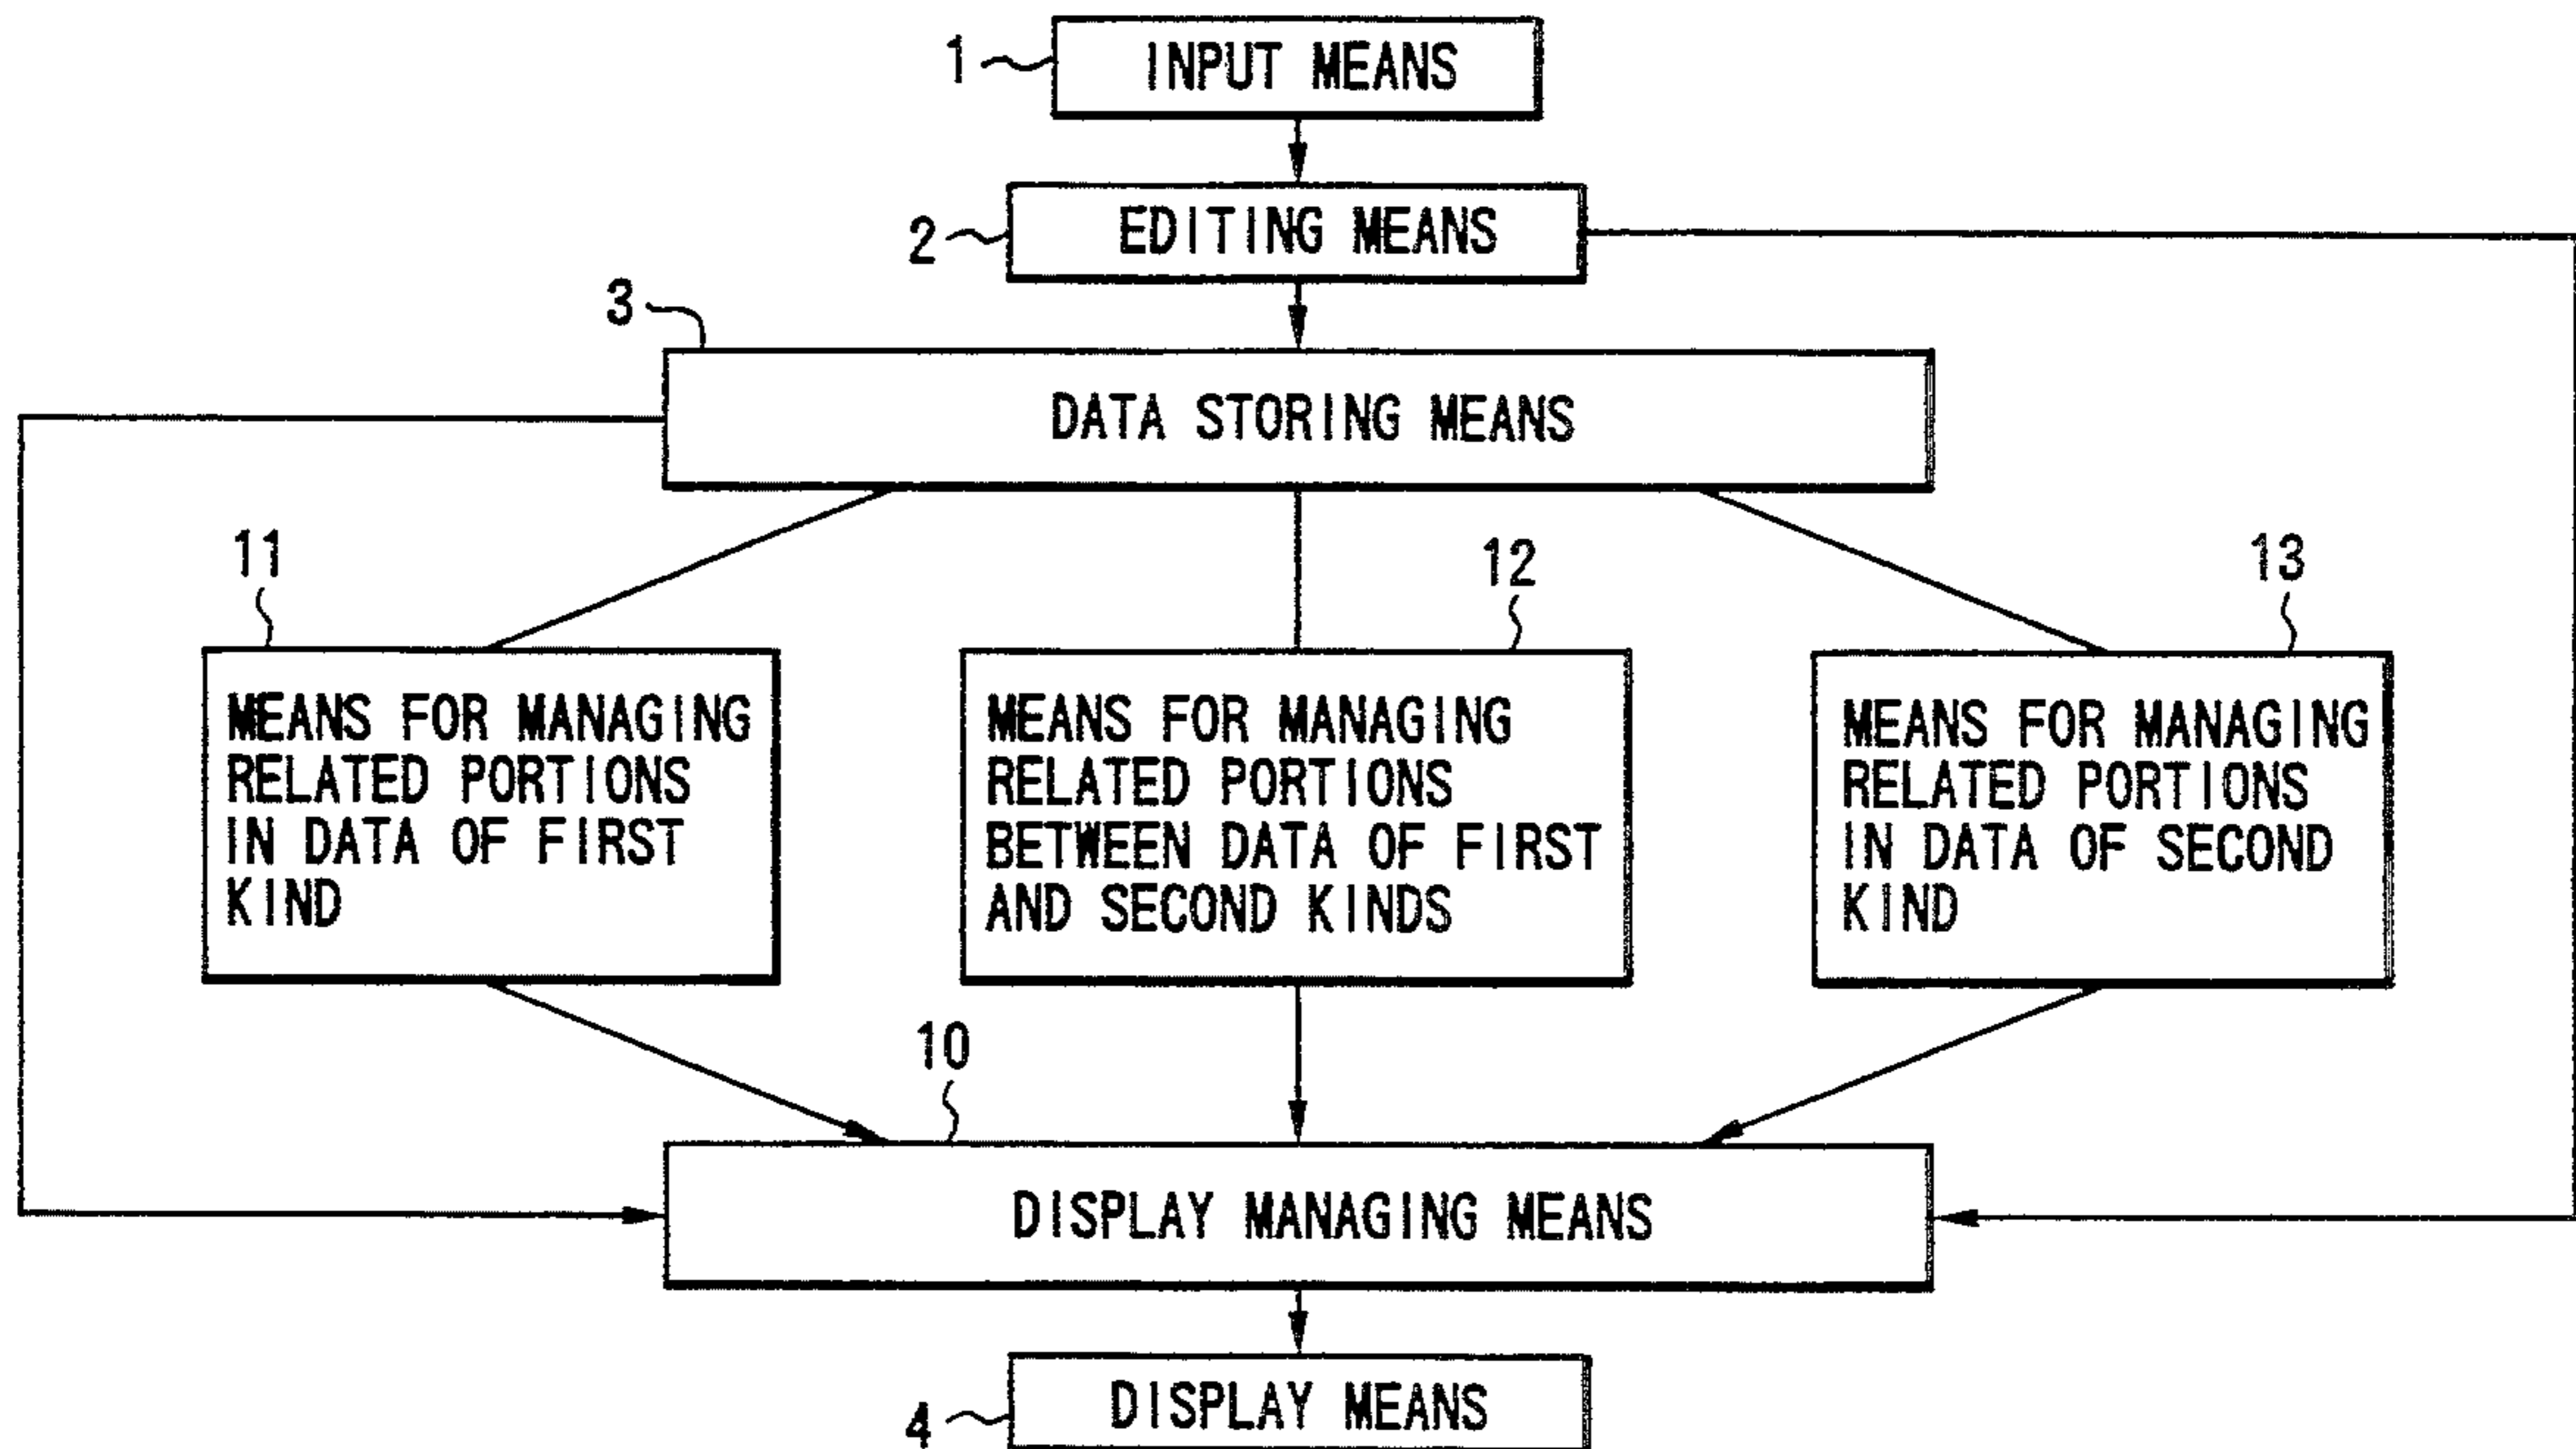 1
INPUT MEANS
2
EDITING MEANS
3
DATA STORING MEANS
11
12
13
MEANS FOR MANAGING
RELATED PORTIONS
IN DATA OF FIRST
KIND
MEANS FOR MANAGING
RELATED PORTIONS
BETWEEN DATA OF FIRST
AND SECOND KINDS
MEANS FOR MANAGING
RELATED PORTIONS
IN DATA OF SECOND
KIND
10
DISPLAY MANAGING MEANS
4
DISPLAY MEANS